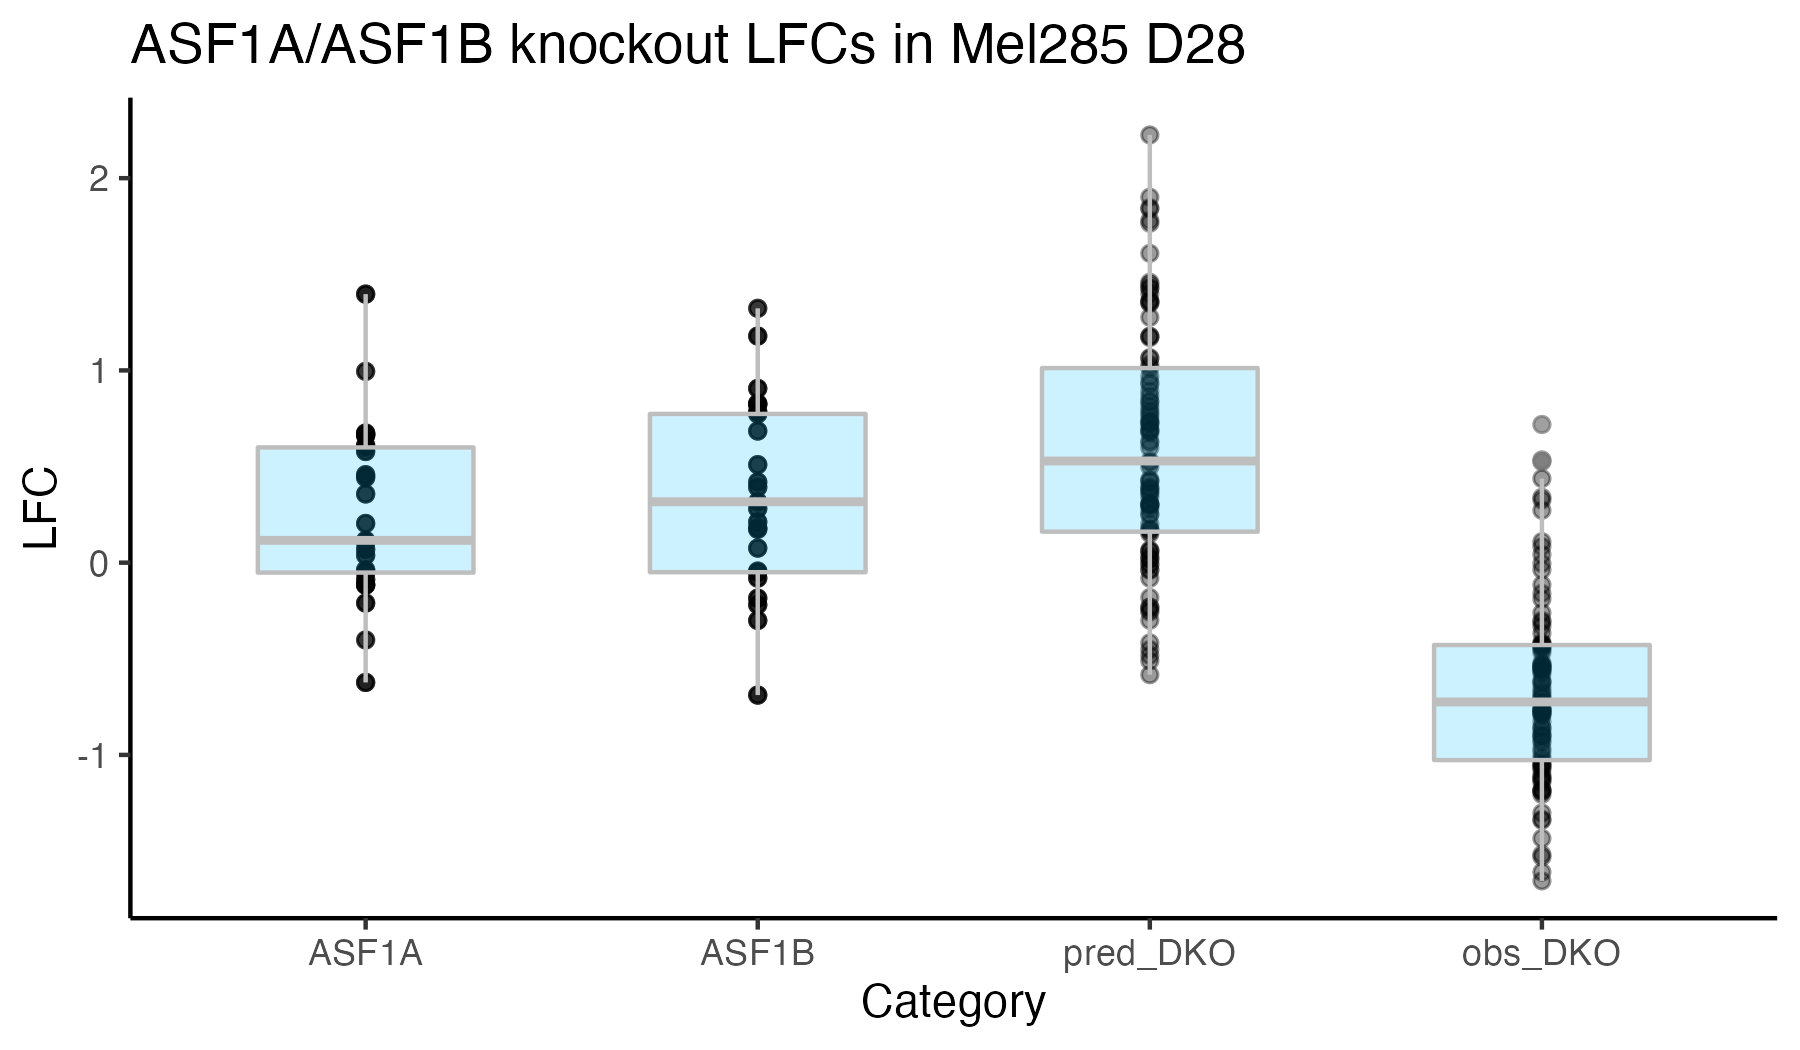 ASF1A/ASF1B knockout LFCs in Mel285 D28
LFC
2
1
0
-1
ASF1A ASF1B pred_DKO obs_DKO
Category